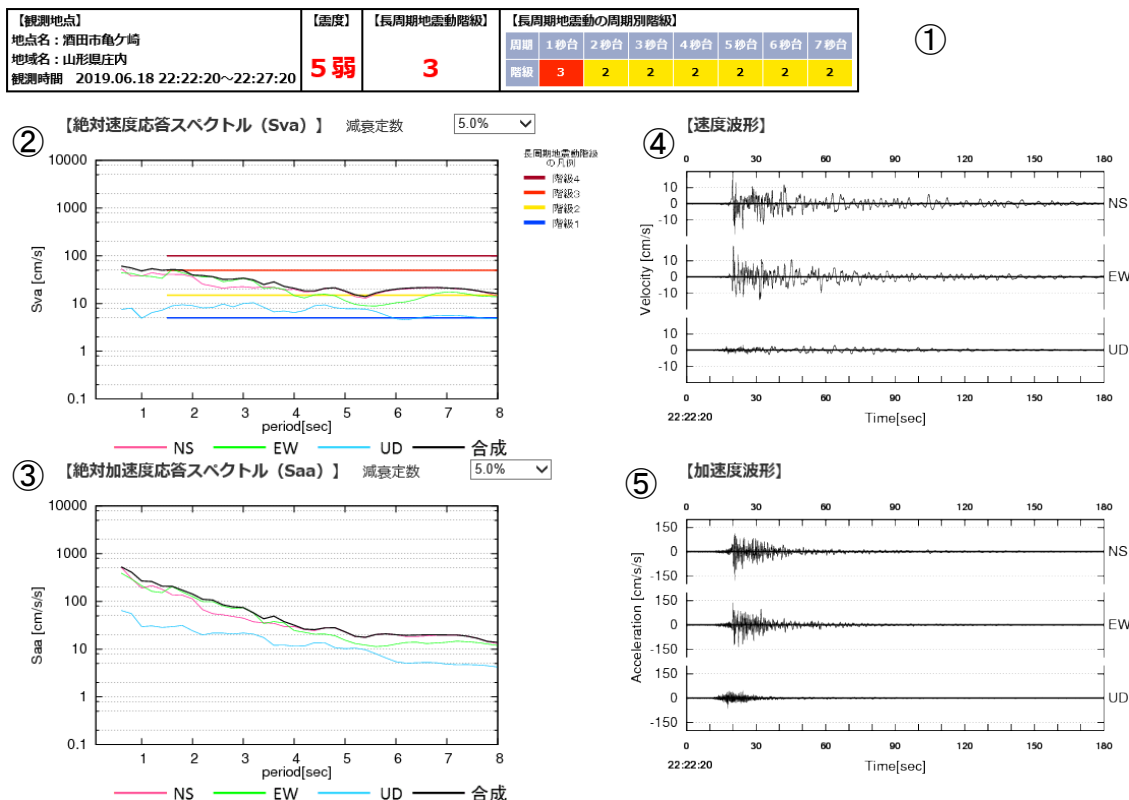 【観測地点】
地点名：酒田市亀ケ崎
地域名：山形県庄内
観測時間 2019.06.18 22:22:20～22:27:20
【震度】
5弱
【長周期地震動階級】
3
【長周期地震動の周期別階級】
周期 1秒台 2秒台 3秒台 4秒台 5秒台 6秒台 7秒台
階級 3 2 2 2 2 2 2
①
②
【絶対速度応答スペクトル（Sva）】 減衰定数 5.0%
長周期地震動階級
の凡例
階級4
階級3
階級2
階級1
Sva [cm/s]
10000
1000
100
10
1
0.1
1 2 3 4 5 6 7 8
period[sec]
NS EW UD 合成
③
【絶対加速度応答スペクトル（Saa）】 減衰定数 5.0%
Saa [cm/s/s]
10000
1000
100
10
1
0.1
1 2 3 4 5 6 7 8
period[sec]
NS EW UD 合成
④
【速度波形】
0 30 60 90 120 150 180
Velocity [cm/s]
10
0
-10
NS
10
0
-10
EW
10
0
-10
UD
0 30 60 90 120 150 180
22:22:20
Time[sec]
⑤
【加速度波形】
0 30 60 90 120 150 180
Acceleration [cm/s/s]
150
0
-150
NS
150
0
-150
EW
150
0
-150
UD
0 30 60 90 120 150 180
22:22:20
Time[sec]